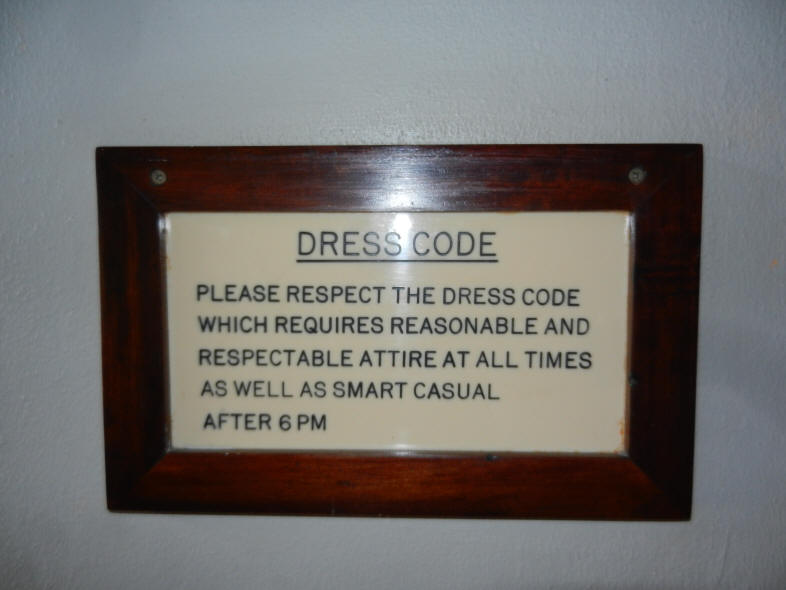 DRESS CODE
PLEASE RESPECT THE DRESS CODE
WHICH REQUIRES REASONABLE AND
RESPECTABLE ATTIRE AT ALL TIMES
AS WELL AS SMART CASUAL
AFTER 6 PM